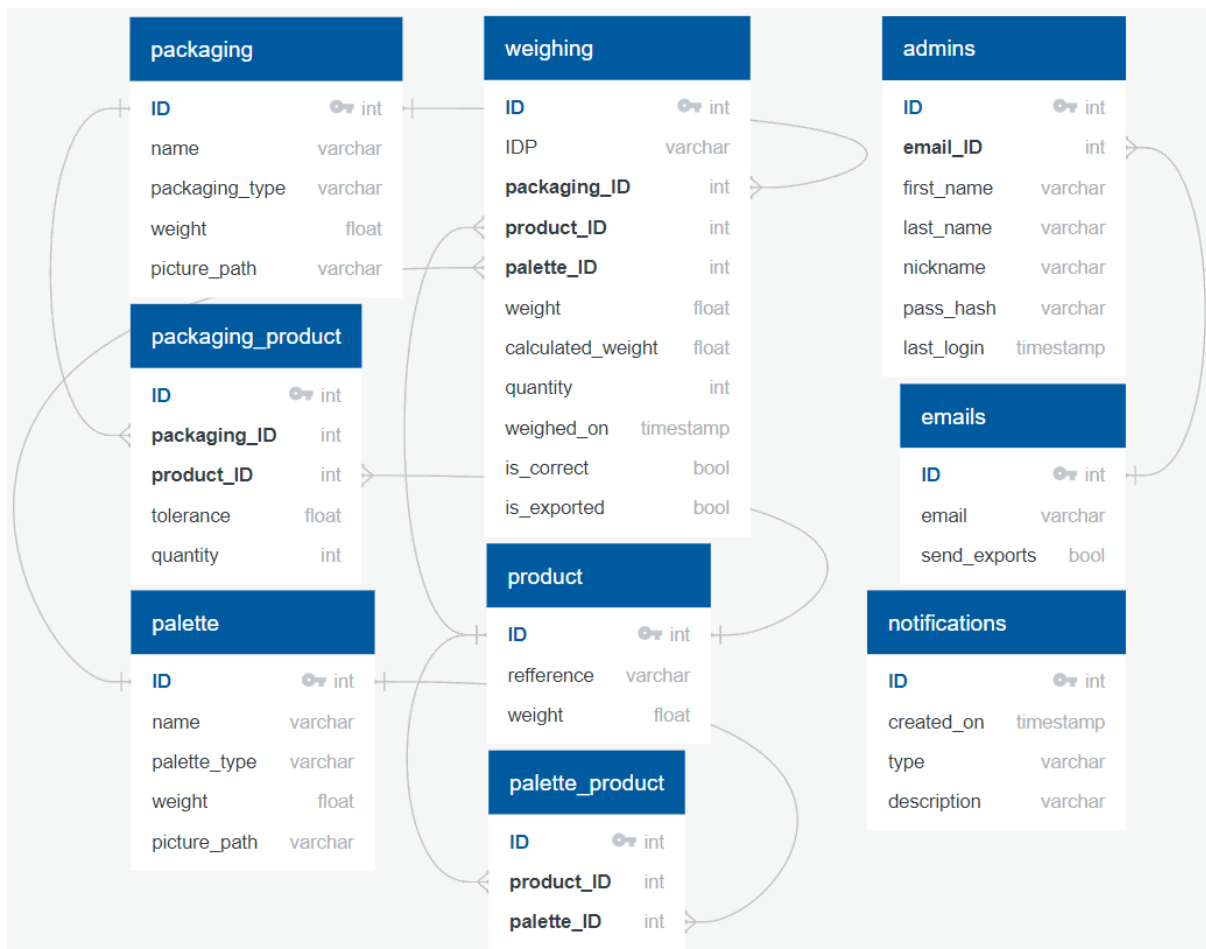 packaging
ID int
name varchar
packaging_type varchar
weight float
picture_path varchar
packaging_product
ID int
packaging_ID int
product_ID int
tolerance float
quantity int
palette
ID int
name varchar
palette_type varchar
weight float
picture_path varchar
weighing
ID int
IDP varchar
packaging_ID int
product_ID int
palette_ID int
weight float
calculated_weight float
quantity int
weighed_on timestamp
is_correct bool
is_exported bool
product
ID int
refference varchar
weight float
palette_product
ID int
product_ID int
palette_ID int
admins
ID int
email_ID int
first_name varchar
last_name varchar
nickname varchar
pass_hash varchar
last_login timestamp
emails
ID int
email varchar
send_exports bool
notifications
ID int
created_on timestamp
type varchar
description varchar